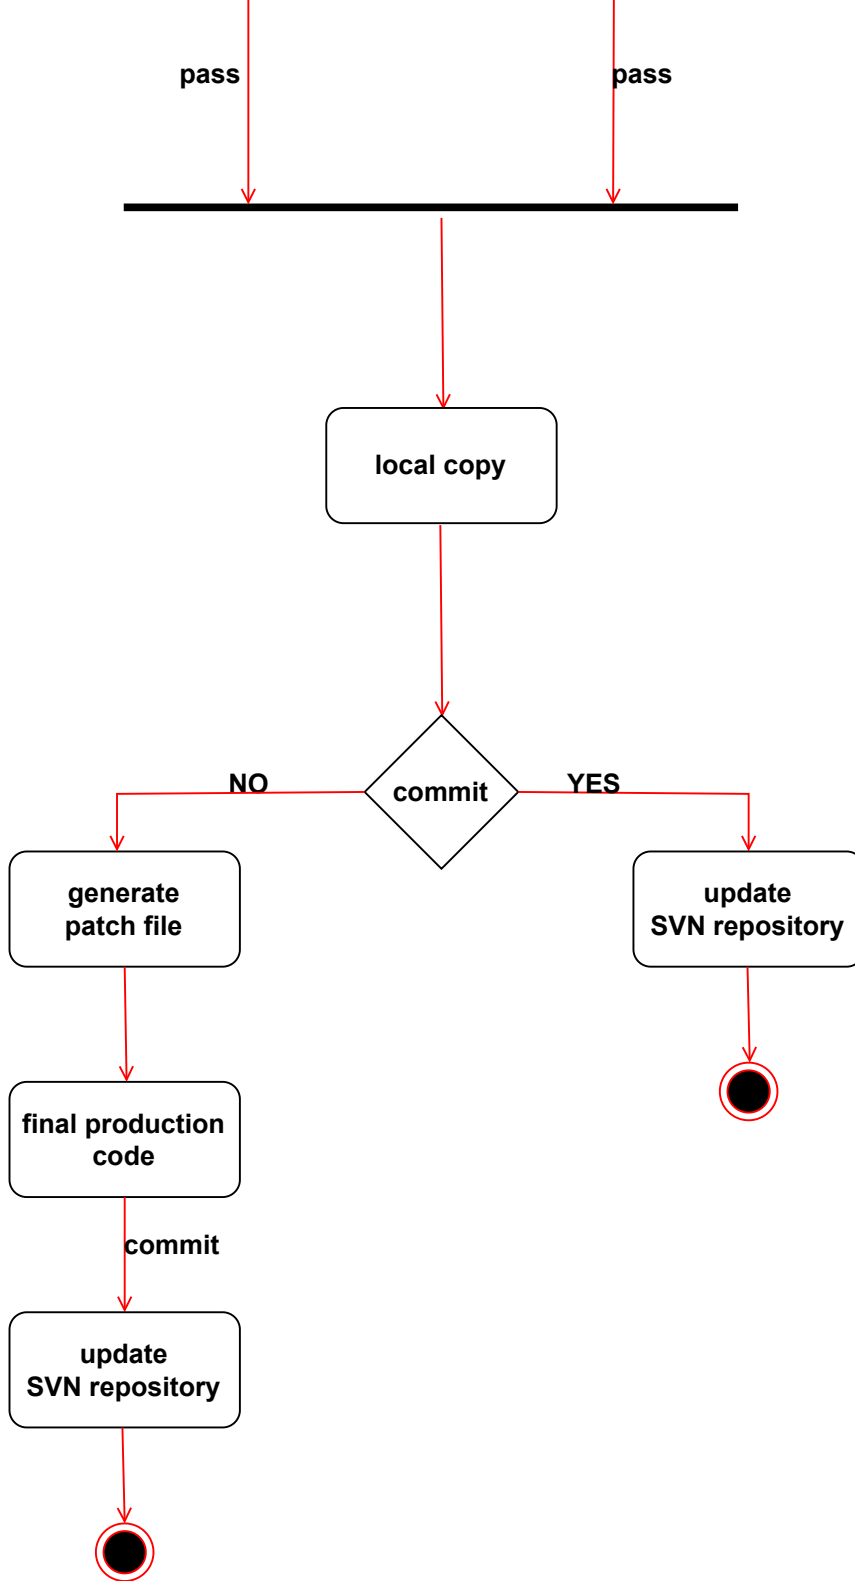 pass
pass
local copy
commit
NO
YES
generate
patch file
update
SVN repository
final production
code
commit
update
SVN repository